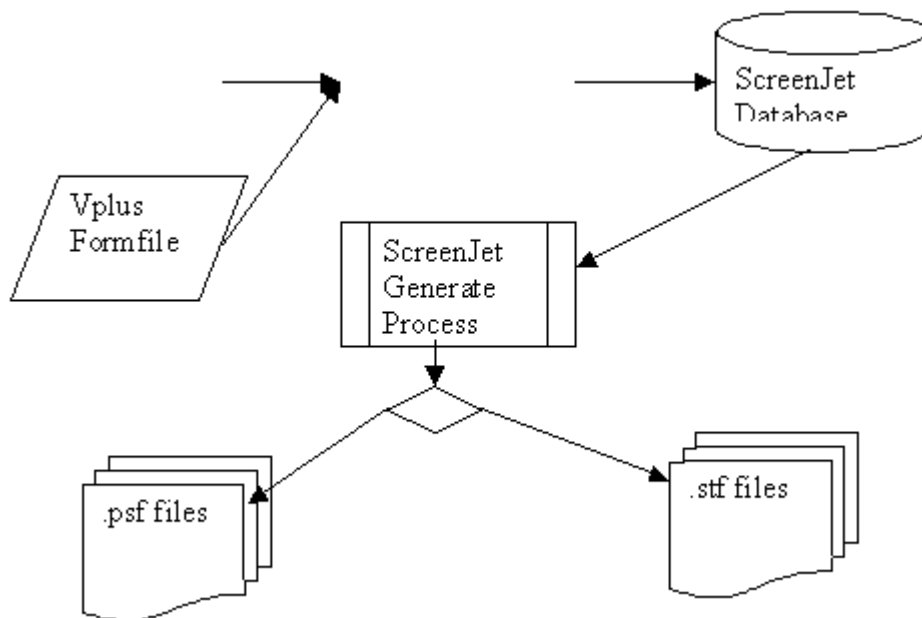 ScreenJet
Database
Vplus
Formfile
ScreenJet
Generate
Process
.psf files
.stf files